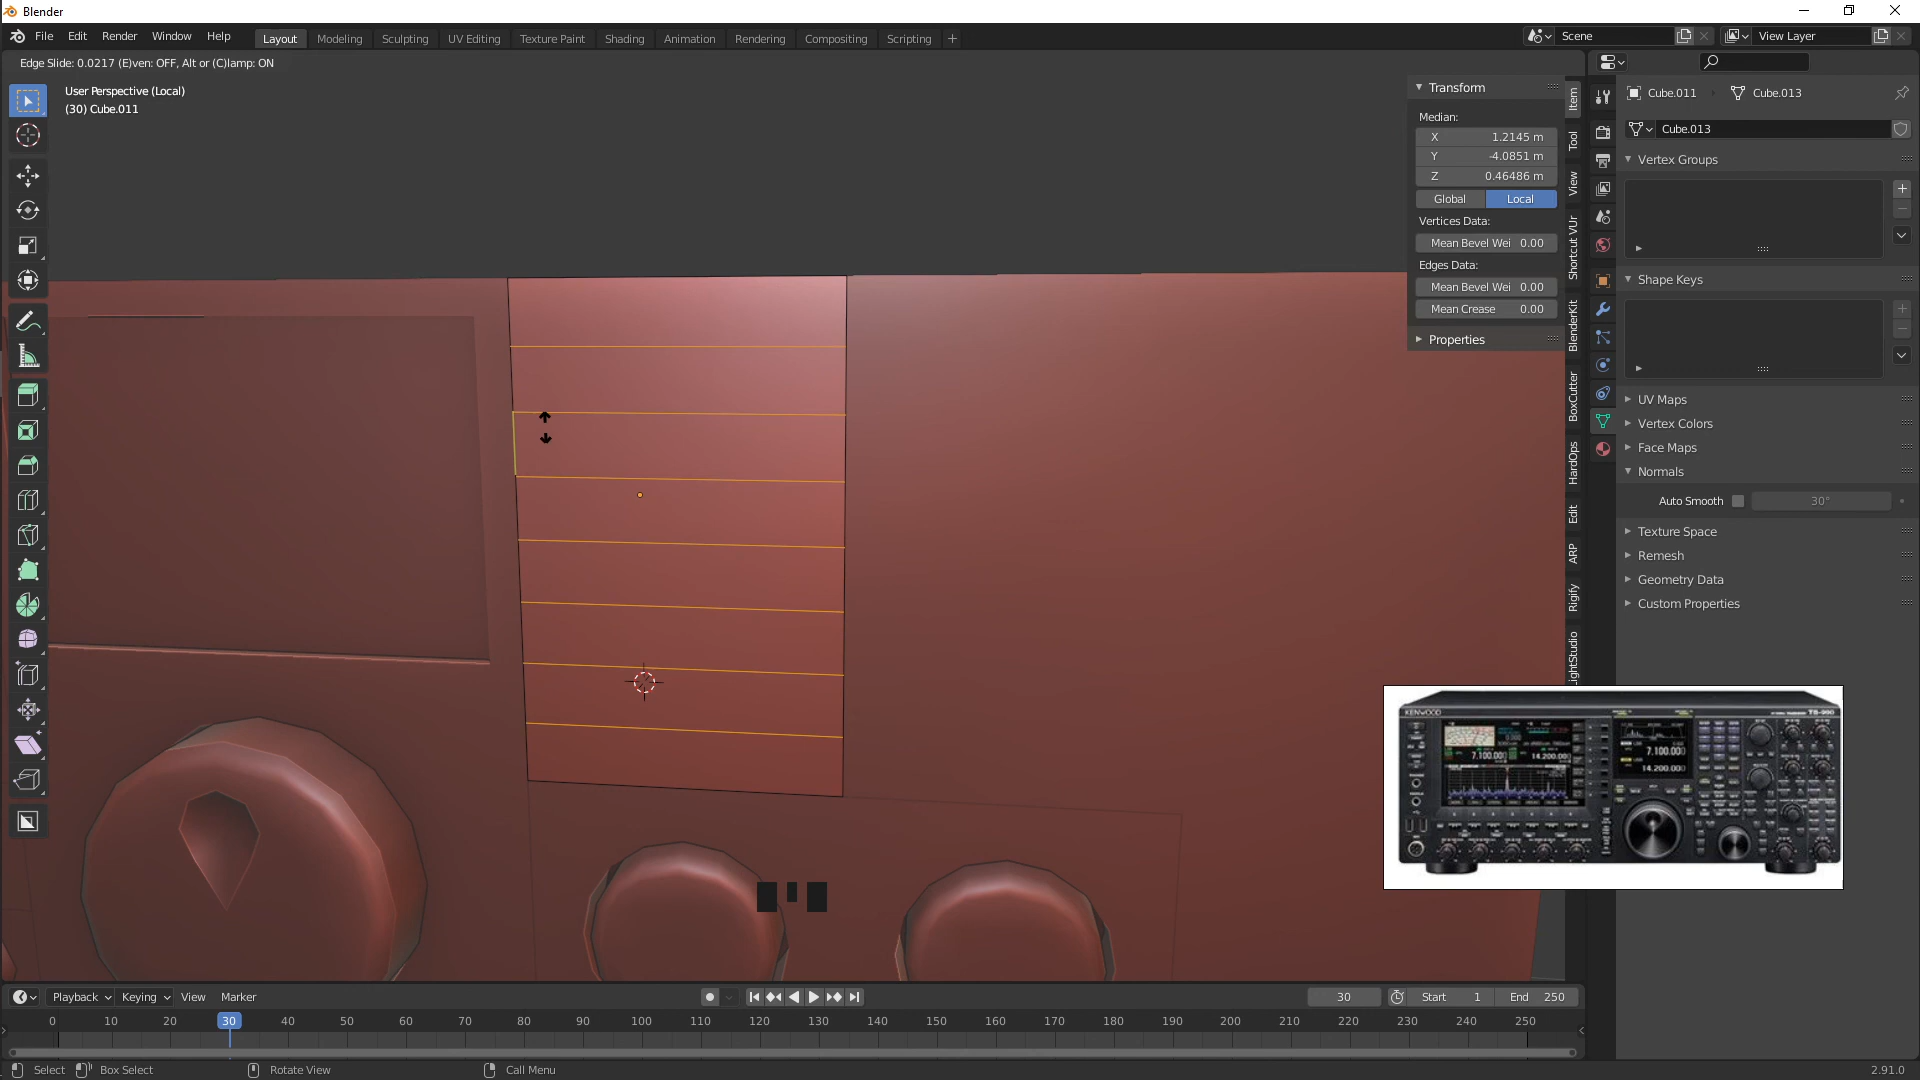 Blender
File Edit Render Window Help
Layout Modeling Sculpting UV Editing Texture Paint Shading Animation Rendering Compositing Scripting
Scene
View Layer
Edge Slide: 0.0217 (E)ven: OFF, Alt or (C)lamp: ON
User Perspective (Local)
(30) Cube.011
Transform
Median:
X 1.2145 m
Y -4.0851 m
Z 0.46486 m
Global Local
Vertices Data:
Mean Bevel Wei 0.00
Edges Data:
Mean Bevel Wei 0.00
Mean Crease 0.00
Properties
Item
Tool
View
Shortcut VUr
BlenderKit
BoxCutter
HardOps
Edit
ARP
Rigify
LightStudio
Cube.011 Cube.013
Cube.013
Vertex Groups
Shape Keys
UV Maps
Vertex Colors
Face Maps
Normals
Auto Smooth 30°
Texture Space
Remesh
Geometry Data
Custom Properties
KENWOOD
7.100.00
14.200.00
7.100.000
14.200.000
Playback Keying View Marker
30 Start 1 End 250
0 10 20 30 40 50 60 70 80 90 100 110 120 130 140 150 160 170 180 190 200 210 220 230 240 250
Select Box Select Rotate View Call Menu 2.91.0